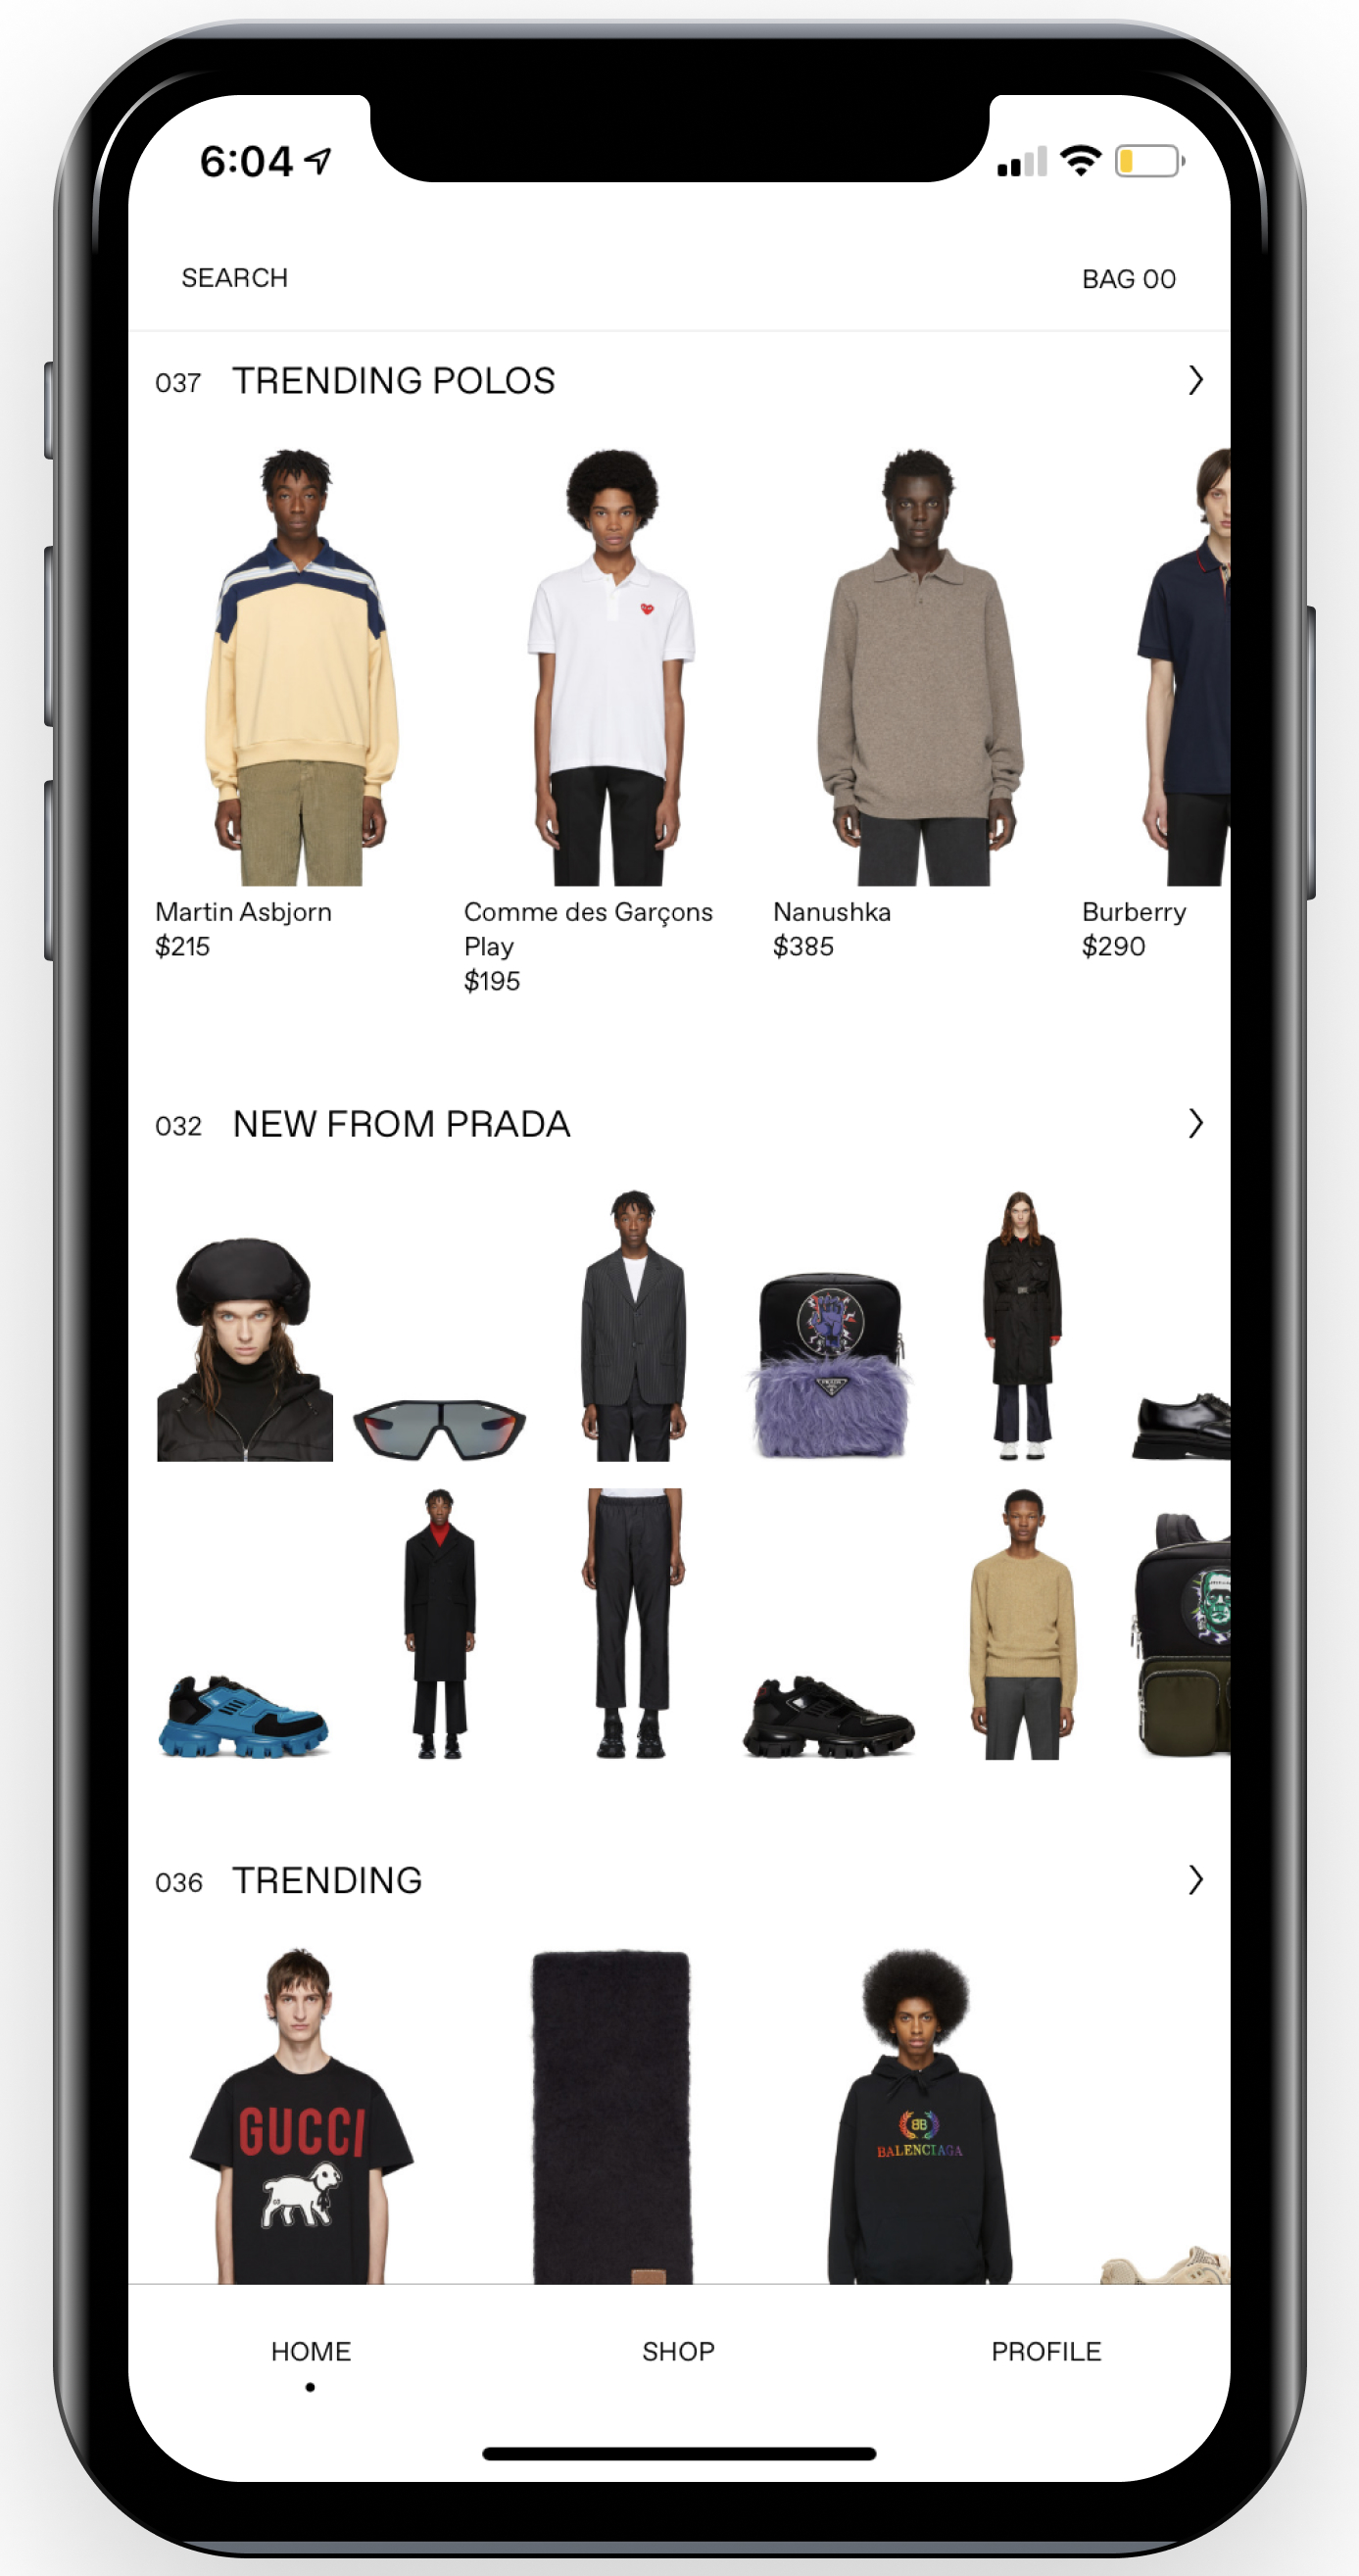 6:04
SEARCH
BAG 00
037 TRENDING POLOS
Martin Asbjorn
$215
Comme des Garçons
Play
$195
Nanushka
$385
Burberry
$290
032 NEW FROM PRADA
036 TRENDING
GUCCI
BB
BALENCIAGA
HOME
SHOP
PROFILE